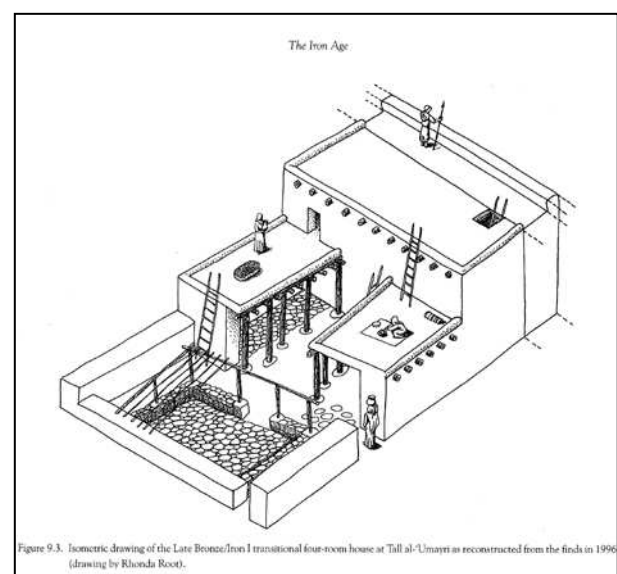 The Iron Age
Figure 9.3. Isometric drawing of the Late Bronze/Iron I transitional four-room house at Tall al-ʿUmayri as reconstructed from the finds in 1996
(drawing by Rhonda Root).